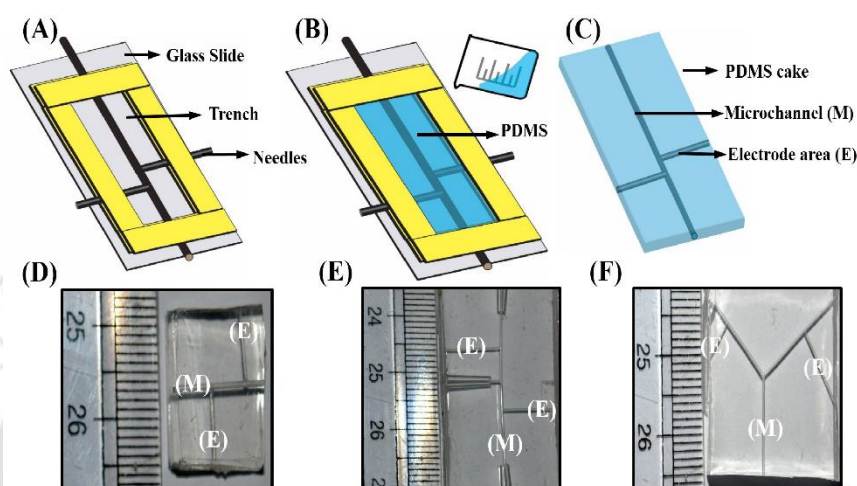 (A)
Glass Slide
Trench
Needles
(B)
PDMS
(C)
PDMS cake
Microchannel (M)
Electrode area (E)
(D)
25
26
(E)
(M)
(E)
(E)
24
25
26
(E)
(E)
(M)
(F)
25
26
(E)
(E)
(M)